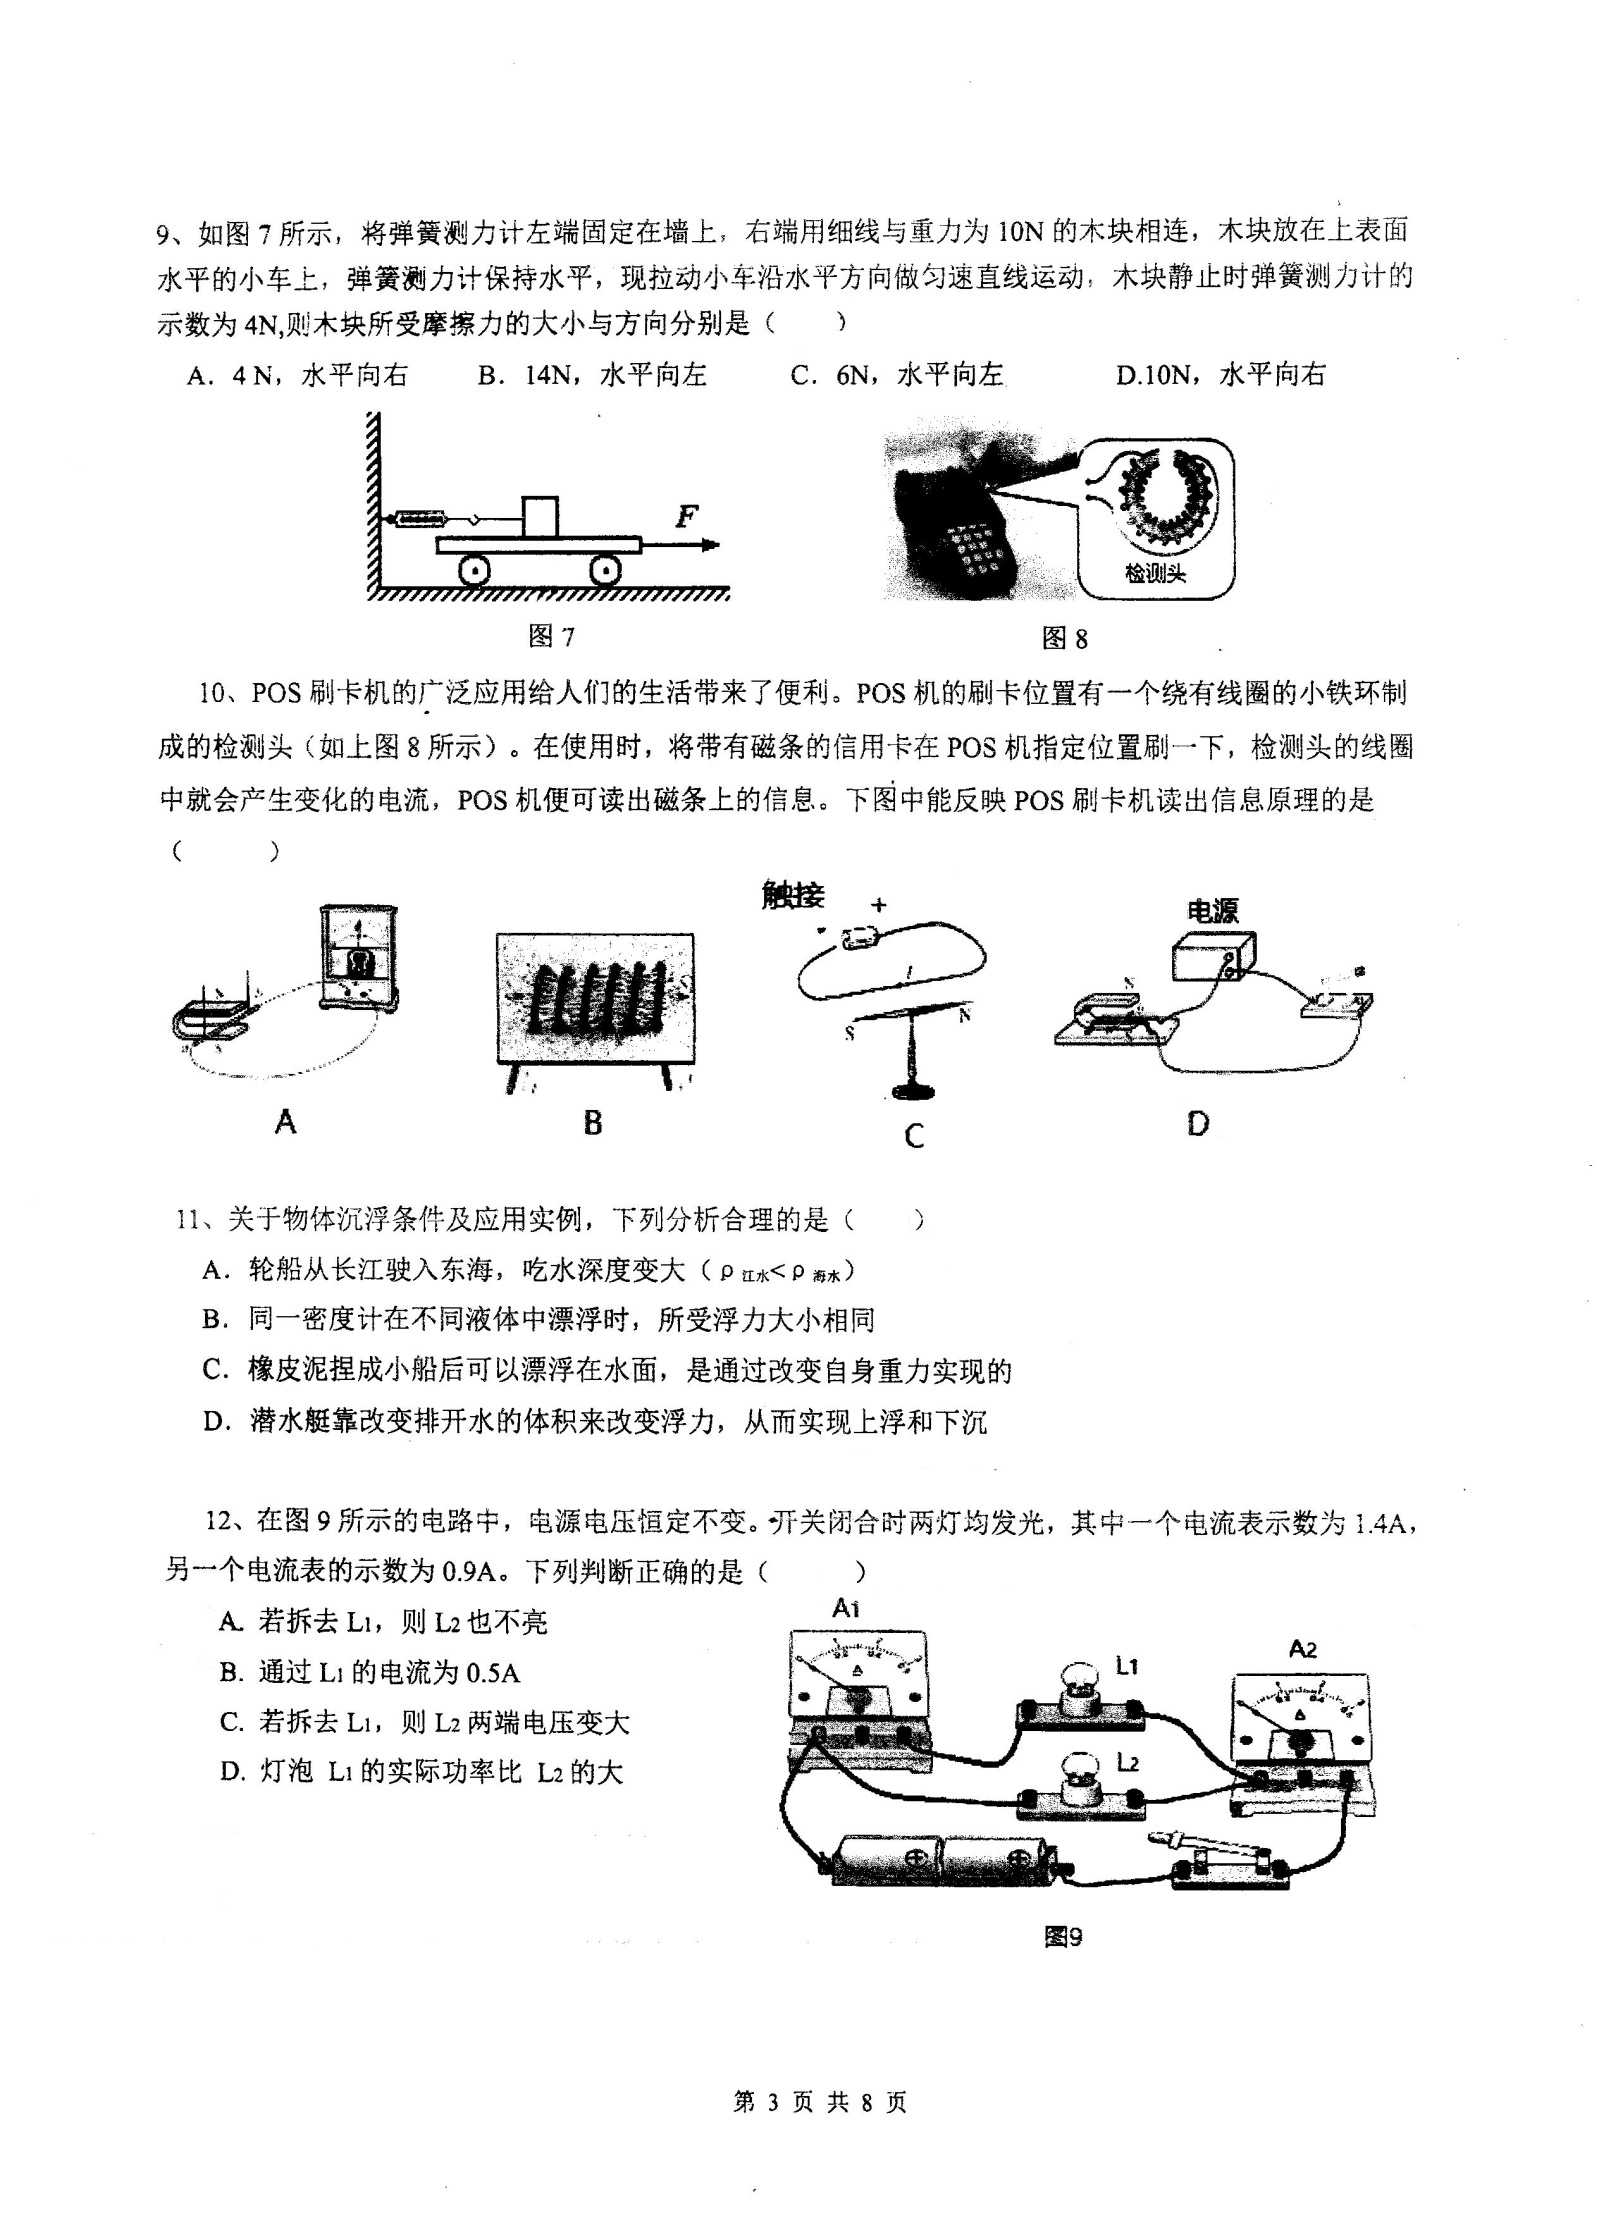 9、如图 7 所示，将弹簧测力计左端固定在墙上，右端用细线与重力为 10N 的木块相连，木块放在上表面
水平的小车上，弹簧测力计保持水平，现拉动小车沿水平方向做匀速直线运动，木块静止时弹簧测力计的
示数为 4N,则木块所受摩擦力的大小与方向分别是（　　）
A．4 N，水平向右　　B．14N，水平向左　　C．6N，水平向左　　D.10N，水平向右
F
检测头
图 7
图 8
10、POS 刷卡机的广泛应用给人们的生活带来了便利。POS 机的刷卡位置有一个绕有线圈的小铁环制
成的检测头（如上图 8 所示）。在使用时，将带有磁条的信用卡在 POS 机指定位置刷一下，检测头的线圈
中就会产生变化的电流，POS 机便可读出磁条上的信息。下图中能反映 POS 刷卡机读出信息原理的是
（　　）
触接
+
电源
S
N
A
B
C
D
11、关于物体沉浮条件及应用实例，下列分析合理的是（　　）
A．轮船从长江驶入东海，吃水深度变大（ρ江水<ρ海水）
B．同一密度计在不同液体中漂浮时，所受浮力大小相同
C．橡皮泥捏成小船后可以漂浮在水面，是通过改变自身重力实现的
D．潜水艇靠改变排开水的体积来改变浮力，从而实现上浮和下沉
12、在图 9 所示的电路中，电源电压恒定不变。开关闭合时两灯均发光，其中一个电流表示数为 1.4A，
另一个电流表的示数为 0.9A。下列判断正确的是（　　）
A. 若拆去 L1，则 L2 也不亮
B. 通过 L1 的电流为 0.5A
C. 若拆去 L1，则 L2 两端电压变大
D. 灯泡 L1 的实际功率比 L2 的大
A1
L1
A2
L2
图9
第 3 页 共 8 页